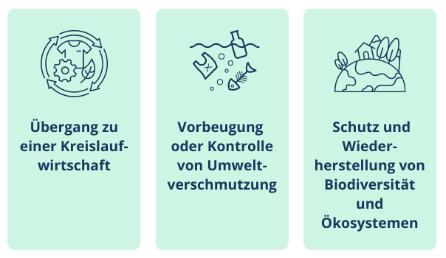 Übergang zu
einer Kreislauf-
wirtschaft
Vorbeugung
oder Kontrolle
von Umwelt-
verschmutzung
Schutz und
Wieder-
herstellung von
Biodiversität
und
Ökosystemen